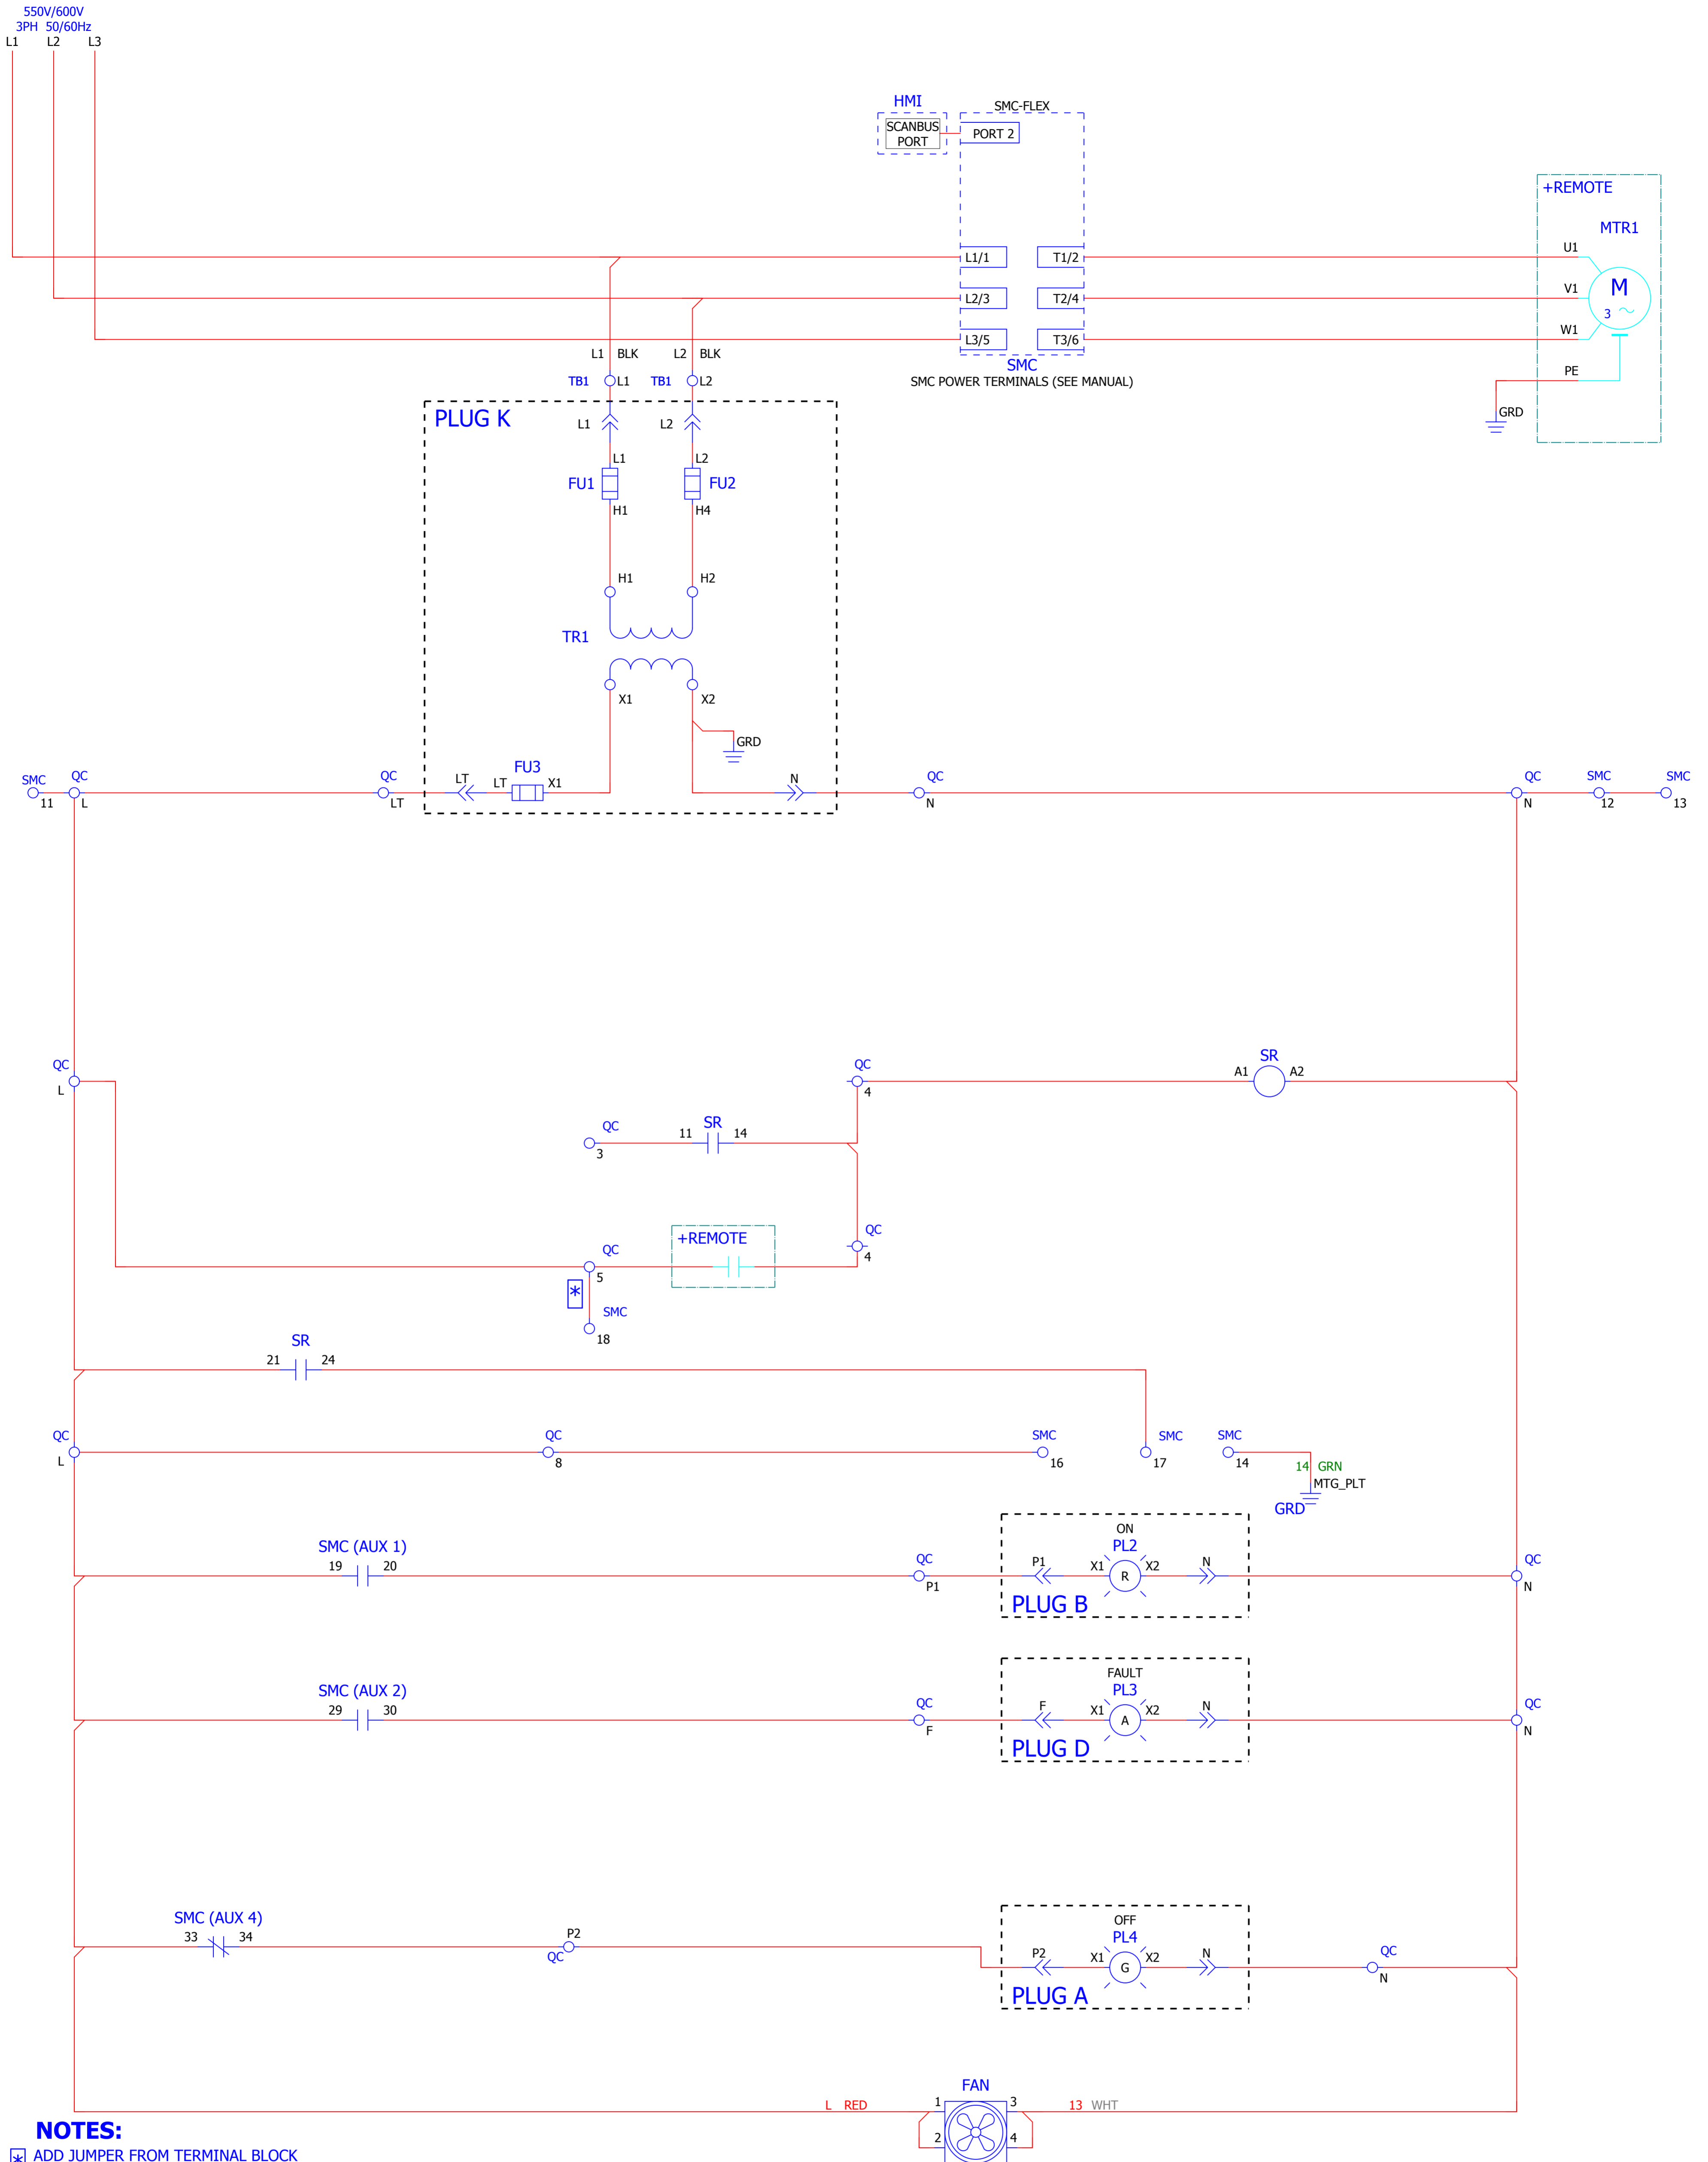 550V/600V
3PH 50/60Hz
L1 L2 L3
HMI
SCANBUS
PORT
SMC-FLEX
PORT 2
+REMOTE
MTR1
L1/1 T1/2 U1
L2/3 T2/4 V1
M
3
L3/5 T3/6 W1
SMC
SMC POWER TERMINALS (SEE MANUAL)
PE
GRD
L1 BLK L2 BLK
TB1 L1 TB1 L2
PLUG K
L1 L2
L1 L2
FU1 FU2
H1 H4
H1 H2
TR1
X1 X2
GRD
SMC QC QC LT LT FU3 X1 N QC QC SMC SMC
11 L LT N N 12 13
QC QC SR
L 4 A1 A2
QC 11 SR 14
3
QC +REMOTE QC
5 4
*
SMC
18
SR
21 24
QC QC SMC SMC SMC
L 8 16 17 14
14 GRN
MTG_PLT
GRD
SMC (AUX 1)
19 20
QC
P1
ON
PL2
P1 X1 R X2 N
PLUG B
QC
N
SMC (AUX 2)
29 30
QC
F
FAULT
PL3
F X1 A X2 N
PLUG D
QC
N
SMC (AUX 4)
33 34
P2
QC
OFF
PL4
P2 X1 G X2 N
PLUG A
QC
N
FAN
L RED 1 3 13 WHT
2 4
NOTES:
* ADD JUMPER FROM TERMINAL BLOCK